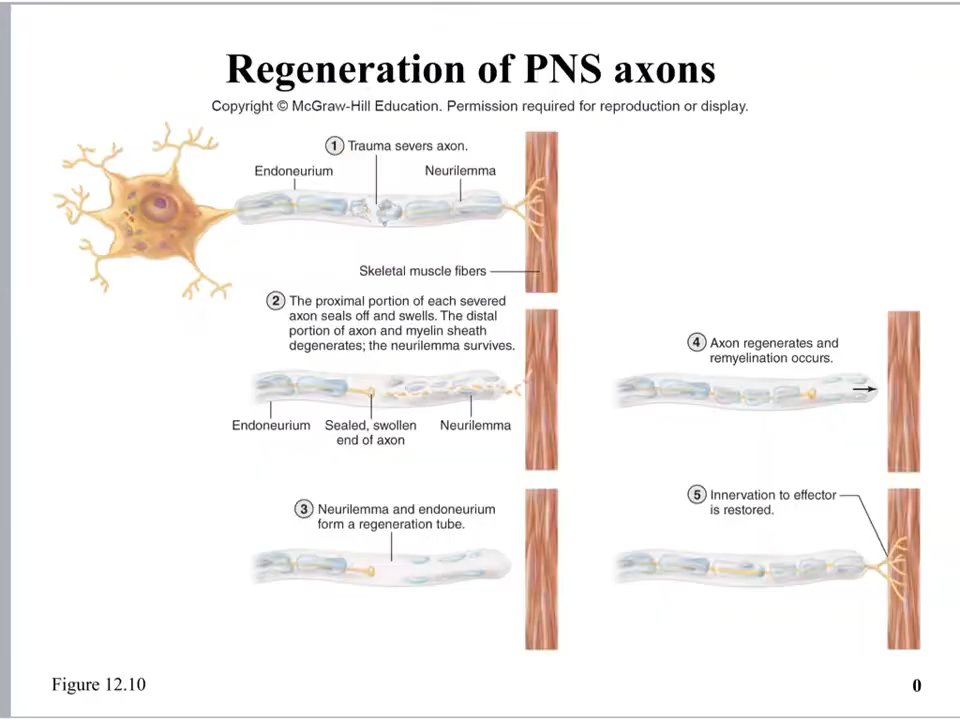 Regeneration of PNS axons
Copyright © McGraw-Hill Education. Permission required for reproduction or display.
1 Trauma severs axon.
Endoneurium
Neurilemma
Skeletal muscle fibers
2 The proximal portion of each severed
axon seals off and swells. The distal
portion of axon and myelin sheath
degenerates; the neurilemma survives.
Endoneurium
Sealed, swollen
end of axon
Neurilemma
3 Neurilemma and endoneurium
form a regeneration tube.
4 Axon regenerates and
remyelination occurs.
5 Innervation to effector
is restored.
Figure 12.10
0